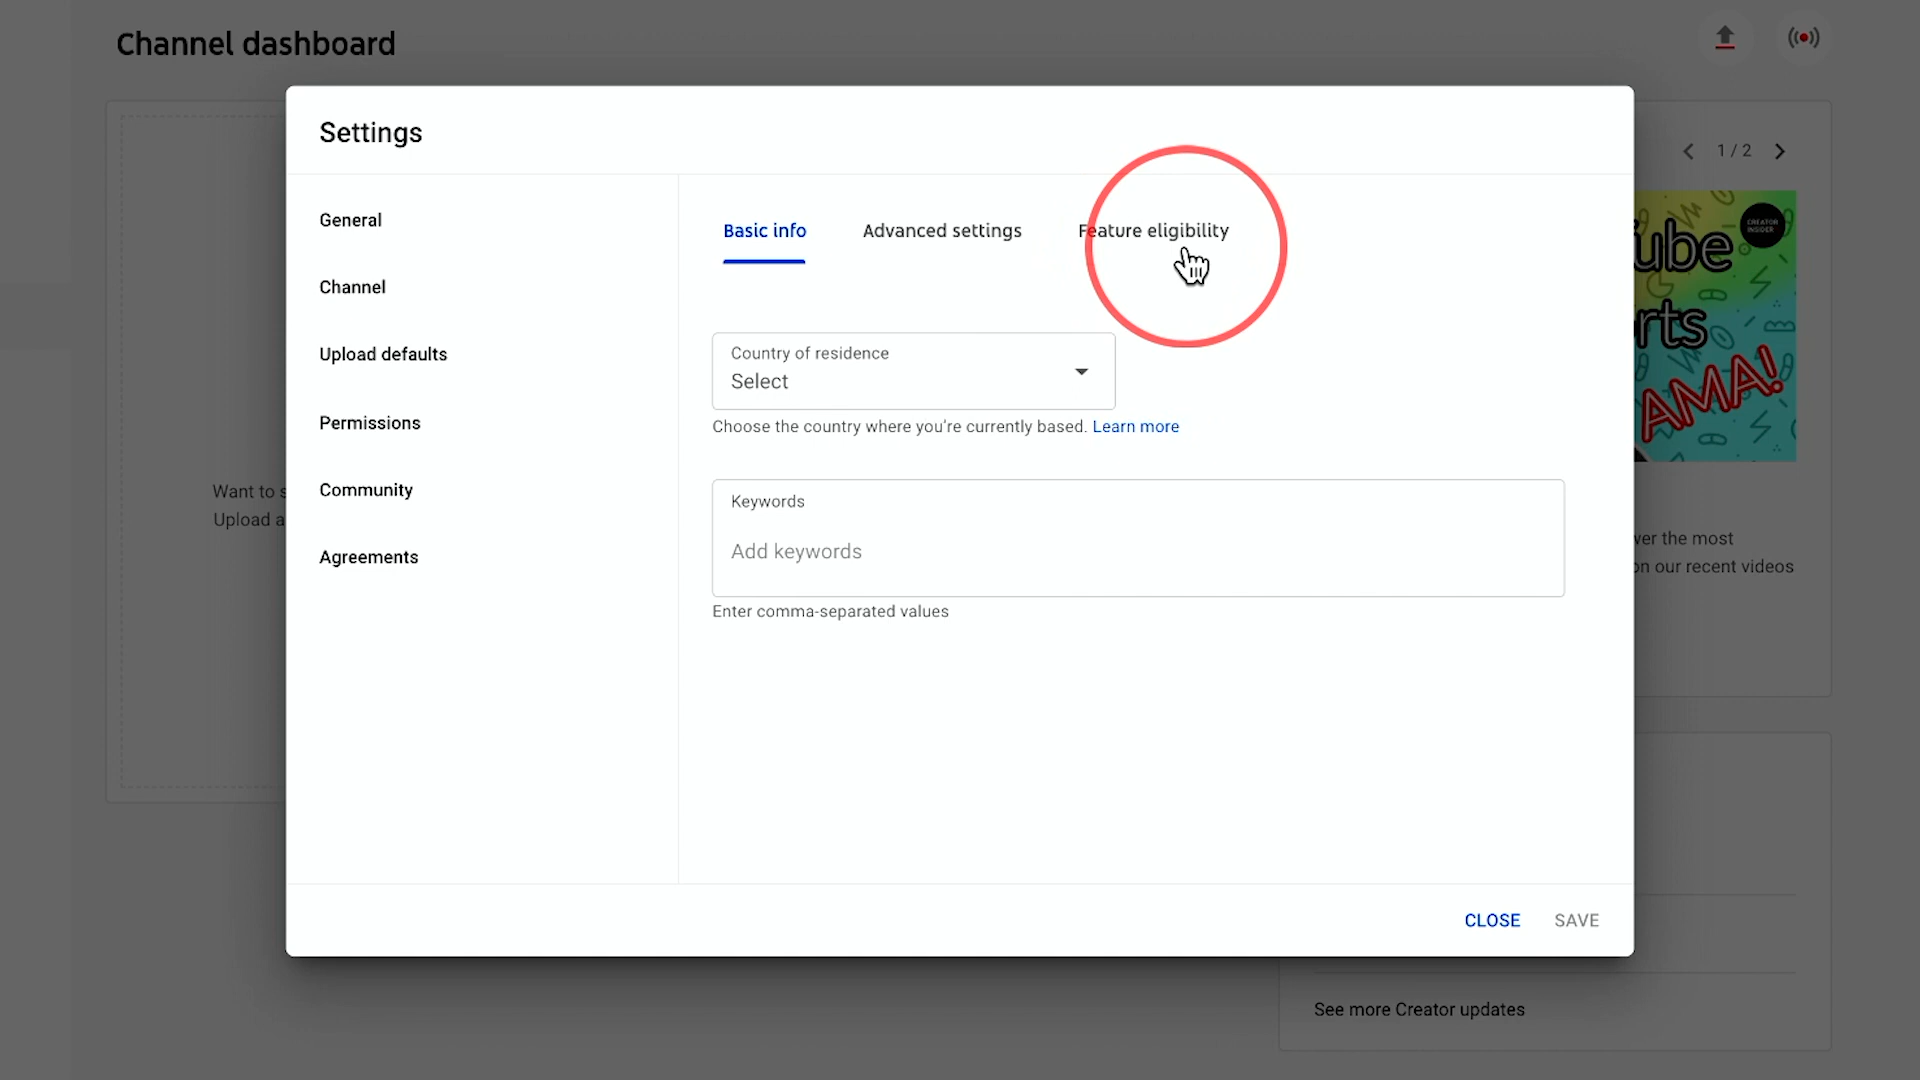 Channel dashboard
Settings
1 / 2
General
Channel
Upload defaults
Permissions
Community
Agreements
Basic info
Advanced settings
Feature eligibility
Country of residence
Select
Choose the country where you're currently based. Learn more
Keywords
Add keywords
Enter comma-separated values
CLOSE
SAVE
Want to s
Upload a
CREATOR
INSIDER
ube
rts
AMA!
ver the most
on our recent videos
See more Creator updates